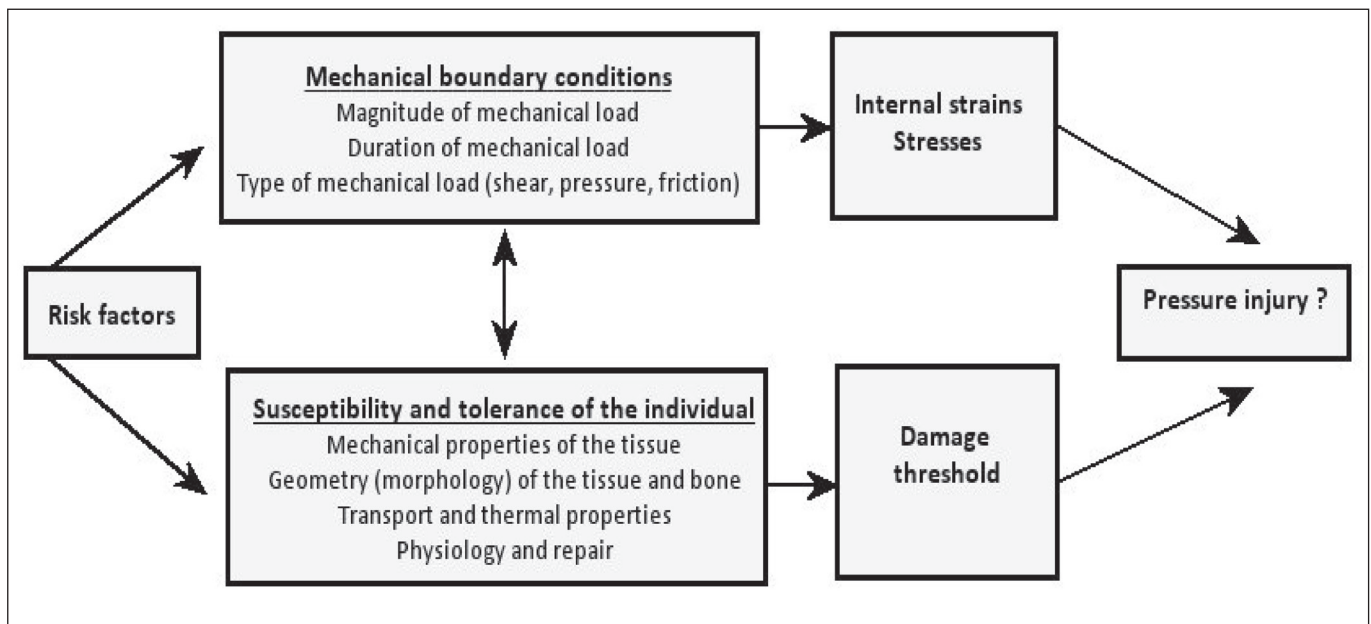 Mechanical boundary conditions
Magnitude of mechanical load
Duration of mechanical load
Type of mechanical load (shear, pressure, friction)
Internal strains
Stresses
Risk factors
Pressure injury ?
Susceptibility and tolerance of the individual
Mechanical properties of the tissue
Geometry (morphology) of the tissue and bone
Transport and thermal properties
Physiology and repair
Damage
threshold